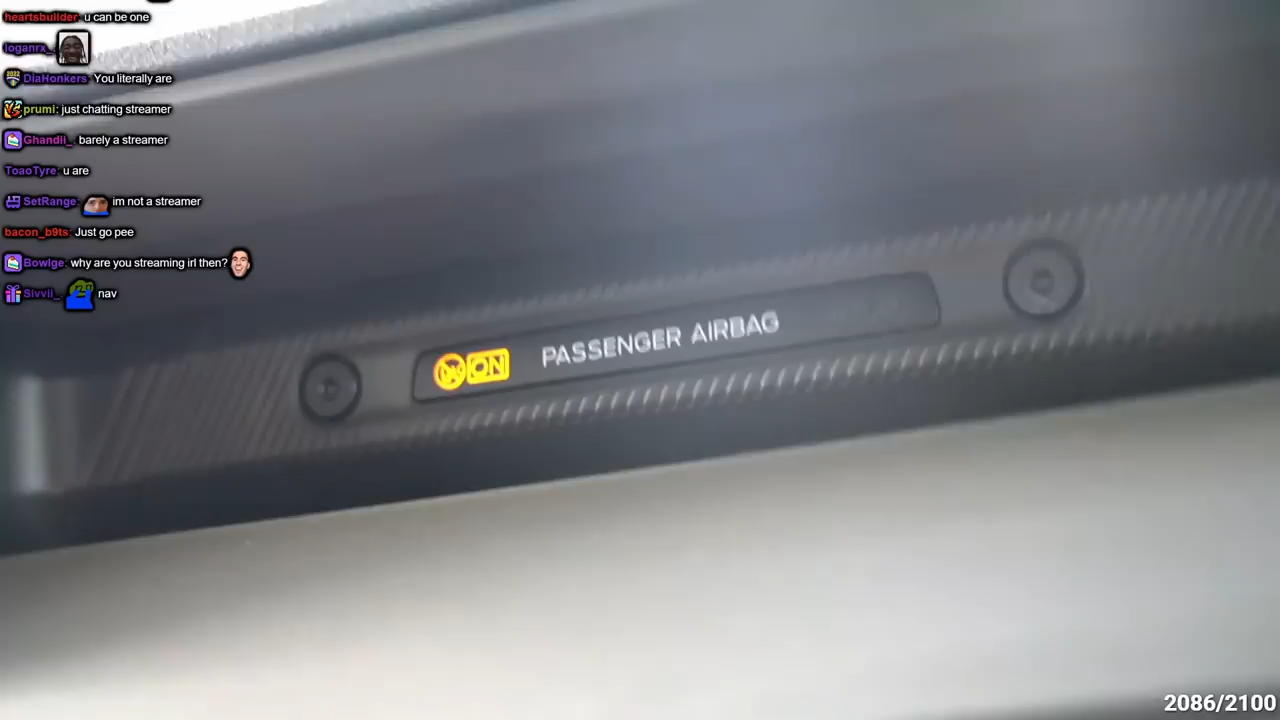 heartsbuilder: u can be one
loganrx_:
DiaHonkers: You literally are
prumi: just chatting streamer
Ghandii_: barely a streamer
ToaoTyre: u are
SetRange: im not a streamer
bacon_b9ts: Just go pee
Bowlge: why are you streaming irl then?
Sivvii_: nav
ON PASSENGER AIRBAG
2086/2100